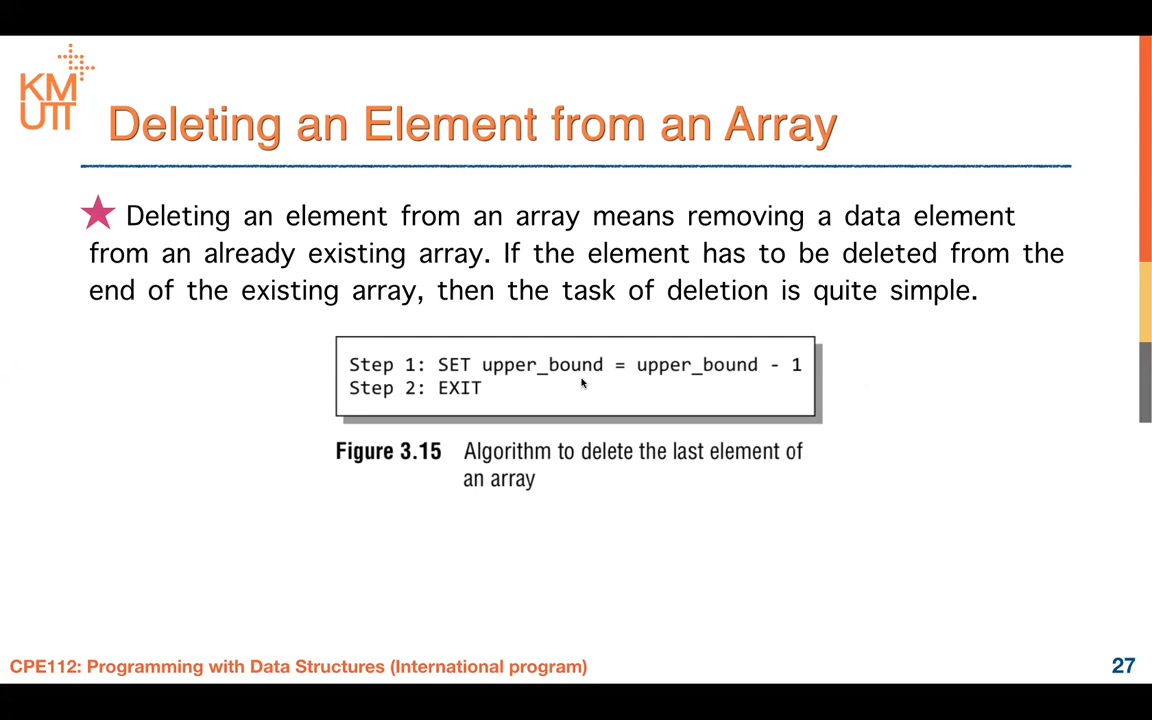 KM
UTT
Deleting an Element from an Array
Deleting an element from an array means removing a data element
from an already existing array. If the element has to be deleted from the
end of the existing array, then the task of deletion is quite simple.
Step 1: SET upper_bound = upper_bound - 1
Step 2: EXIT
Figure 3.15 Algorithm to delete the last element of
an array
CPE112: Programming with Data Structures (International program)
27